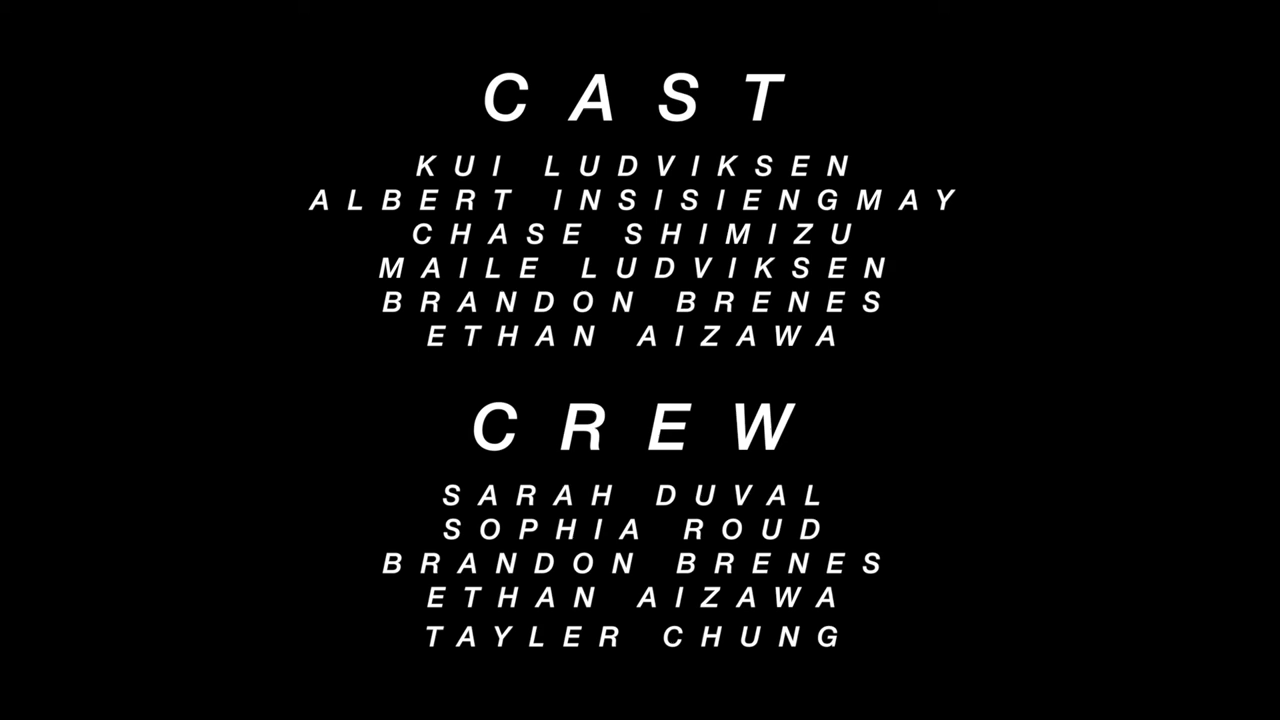 CAST
KUI LUDVIKSEN
ALBERT INSISIENGMAY
CHASE SHIMIZU
MAILE LUDVIKSEN
BRANDON BRENES
ETHAN AIZAWA
CREW
SARAH DUVAL
SOPHIA ROUD
BRANDON BRENES
ETHAN AIZAWA
TAYLER CHUNG